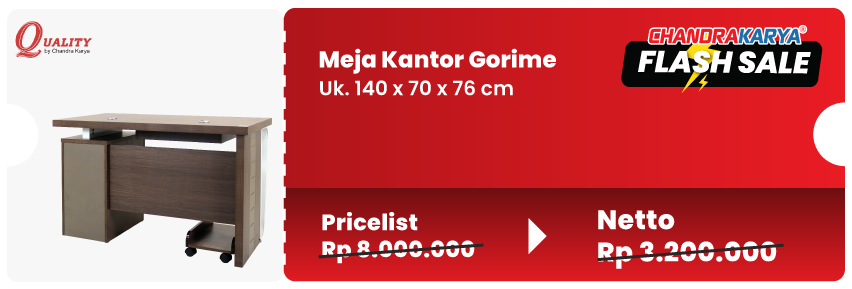 QUALITY
by Chandra Karya
Meja Kantor Gorime
Uk. 140 x 70 x 76 cm
CHANDRAKARYA®
FLASH SALE
Pricelist
Rp 8.000.000
Netto
Rp 3.200.000